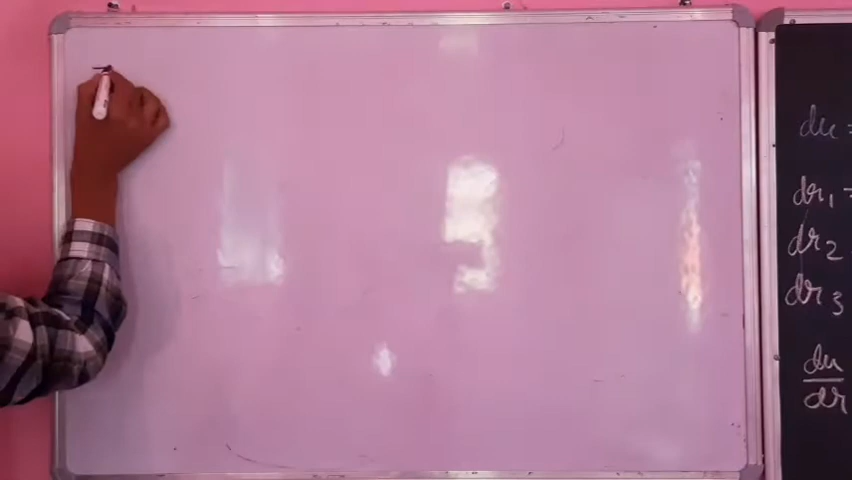 du =
dr₁ =
dr₂
dr₃
du/dr